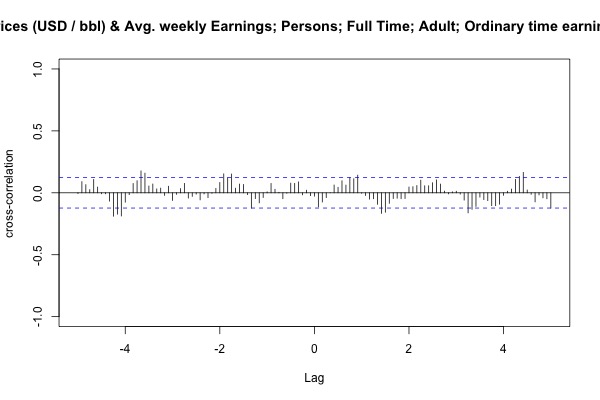 ices (USD / bbl) & Avg. weekly Earnings; Persons; Full Time; Adult; Ordinary time earnin
cross-correlation
1.0
0.5
0.0
-0.5
-1.0
-4 -2 0 2 4
Lag